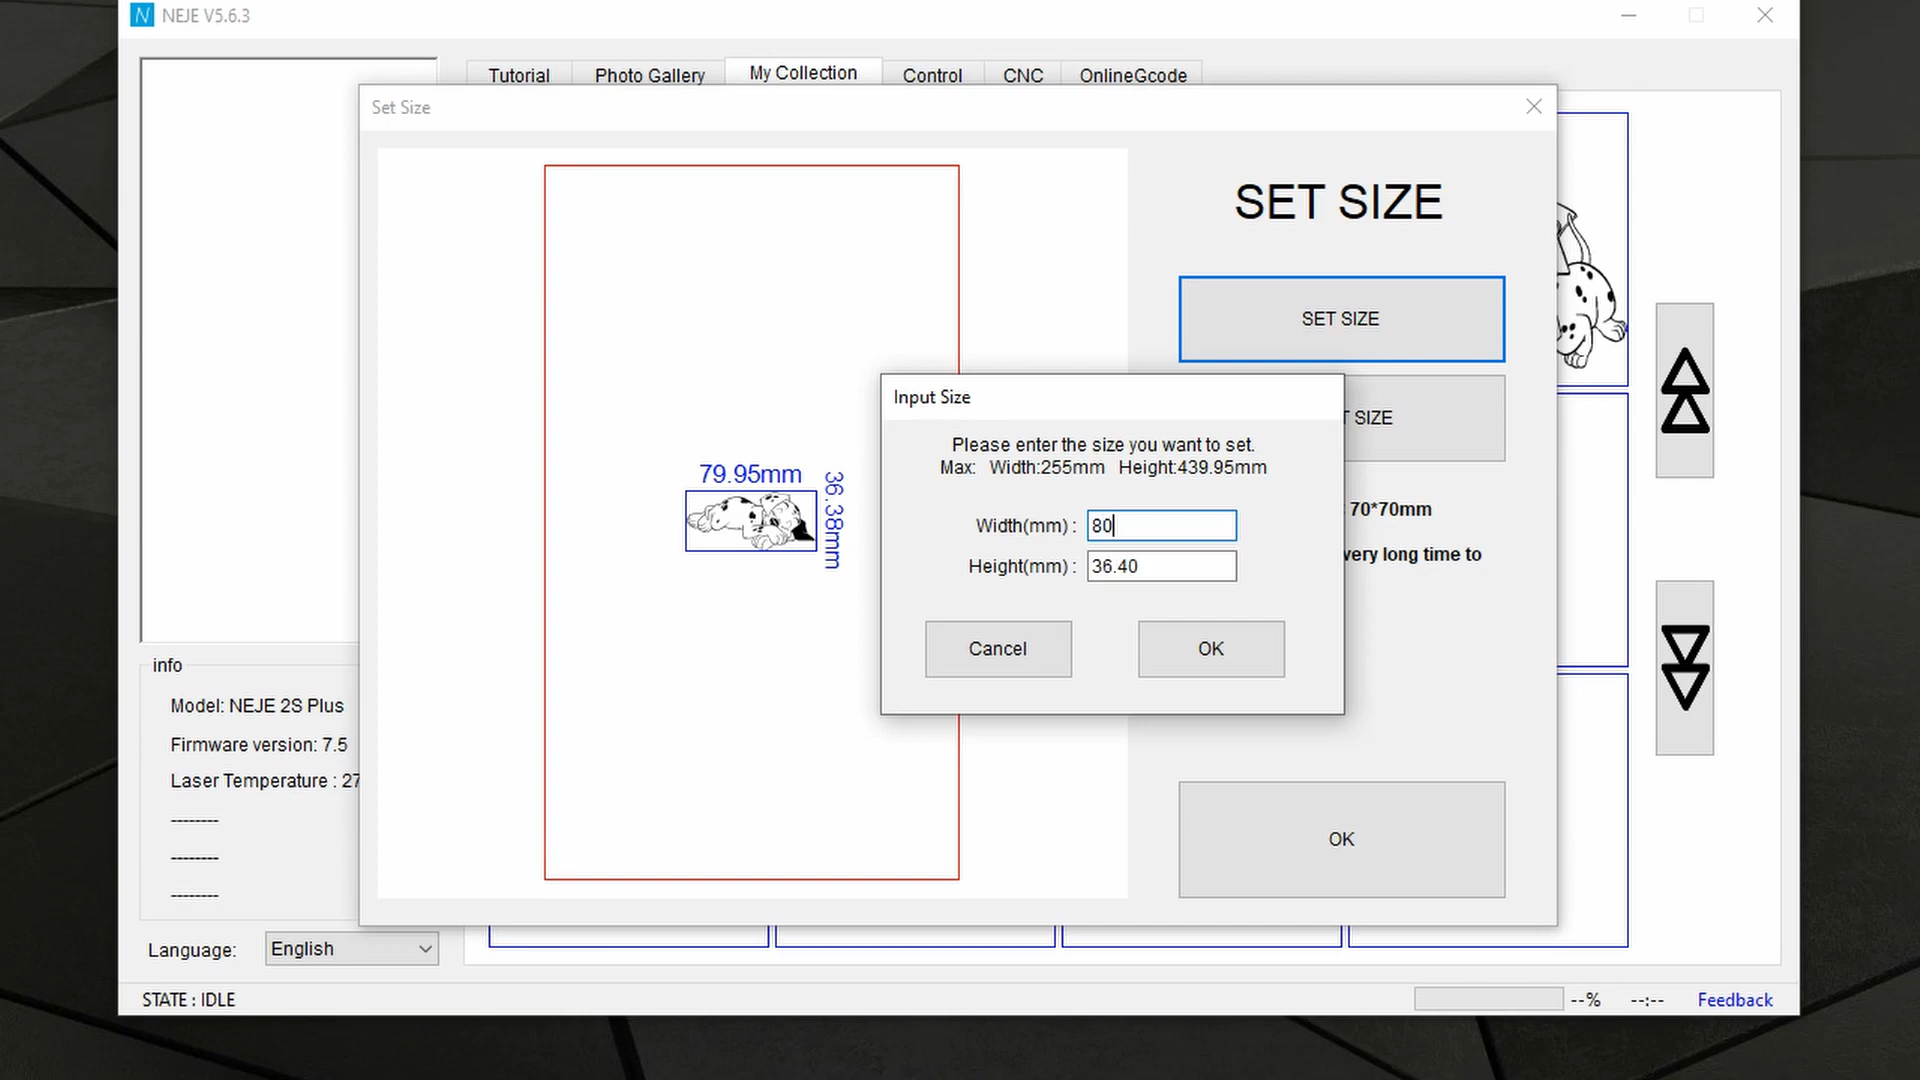 NEJE V5.6.3
Tutorial
Photo Gallery
My Collection
Control
CNC
OnlineGcode
Set Size
SET SIZE
SET SIZE
SIZE
79.95mm
36.38mm
Input Size
Please enter the size you want to set.
Max: Width:255mm Height:439.95mm
Width(mm) : 80
Height(mm) : 36.40
Cancel
OK
70*70mm
very long time to
OK
info
Model: NEJE 2S Plus
Firmware version: 7.5
Laser Temperature : 27
--------
--------
--------
Language: English
STATE : IDLE
--%
--:--
Feedback